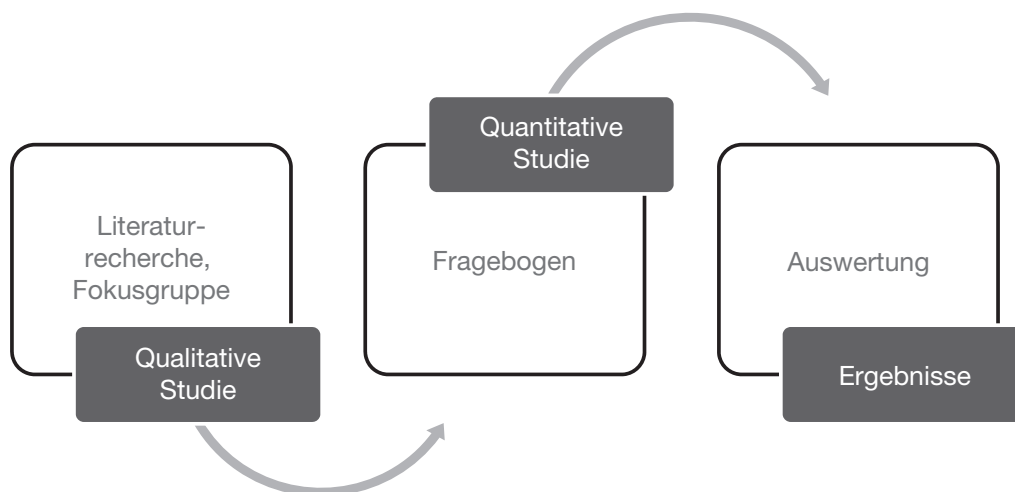 Literatur-
recherche,
Fokusgruppe
Qualitative
Studie
Quantitative
Studie
Fragebogen
Auswertung
Ergebnisse